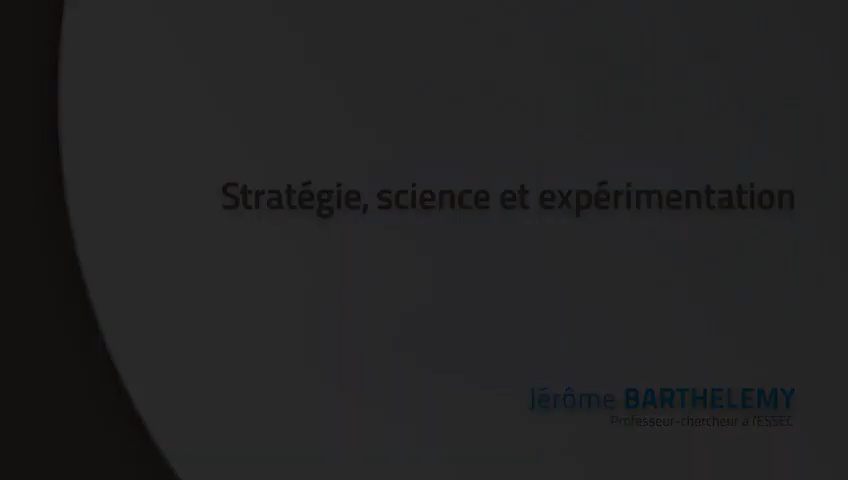 Stratégie, science et expérimentation
Jérôme BARTHELEMY
Professeur-chercheur à l'ESSEC